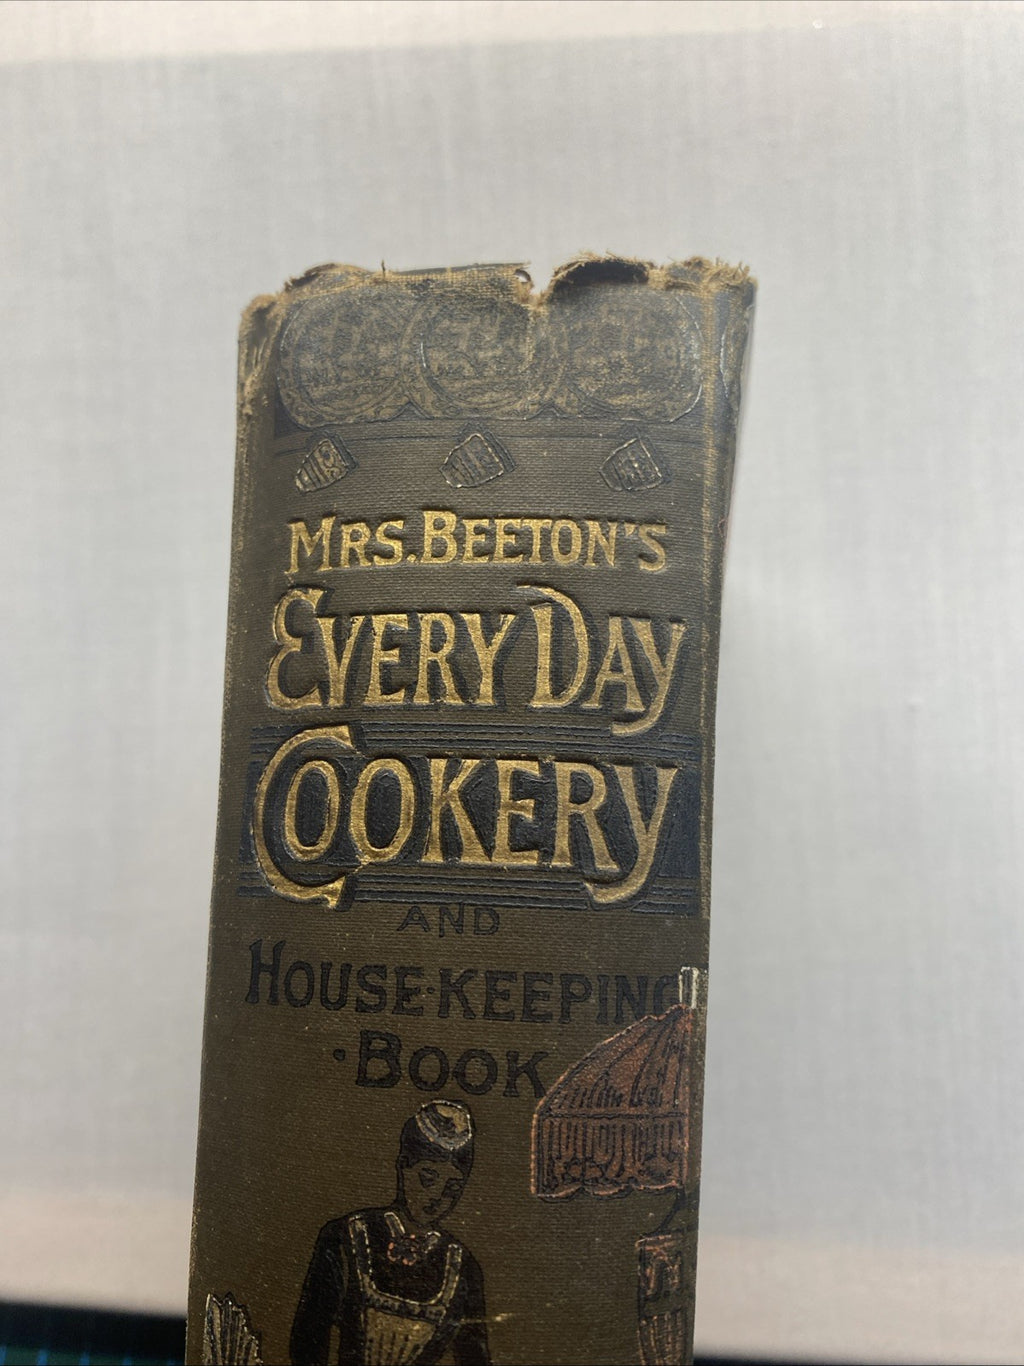 MRS. BEETON'S
EVERY DAY
COOKERY
AND
HOUSE-KEEPING
·BOOK